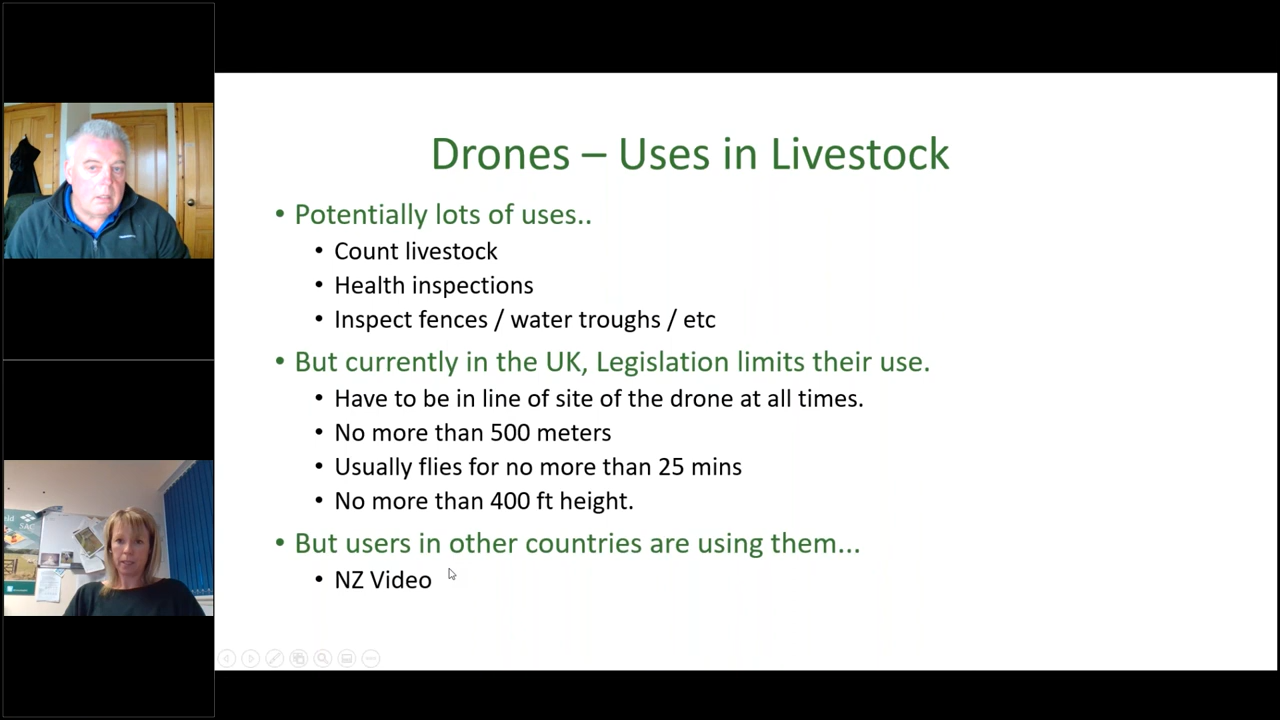 Drones – Uses in Livestock
• Potentially lots of uses..
• Count livestock
• Health inspections
• Inspect fences / water troughs / etc
• But currently in the UK, Legislation limits their use.
• Have to be in line of site of the drone at all times.
• No more than 500 meters
• Usually flies for no more than 25 mins
• No more than 400 ft height.
• But users in other countries are using them...
• NZ Video
SAC